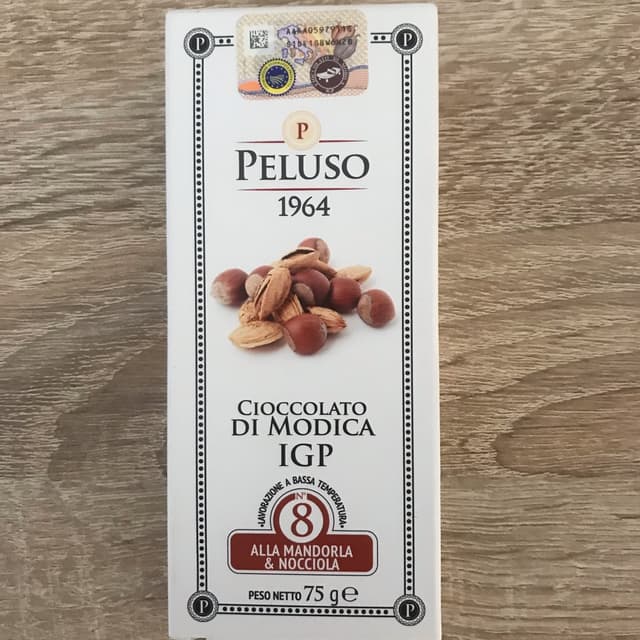 P
P
P
PELUSO
1964
CIOCCOLATO
DI MODICA
IGP
•LAVORAZIONE A BASSA TEMPERATURA•
N°
8
ALLA MANDORLA
& NOCCIOLA
PESO NETTO 75 g ℮
P
P